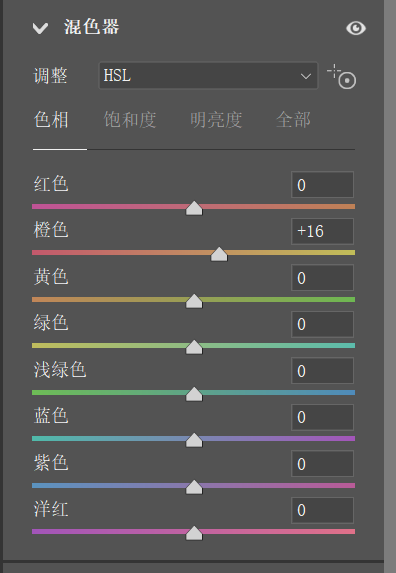 混色器
调整 HSL
色相 饱和度 明亮度 全部
红色 0
橙色 +16
黄色 0
绿色 0
浅绿色 0
蓝色 0
紫色 0
洋红 0